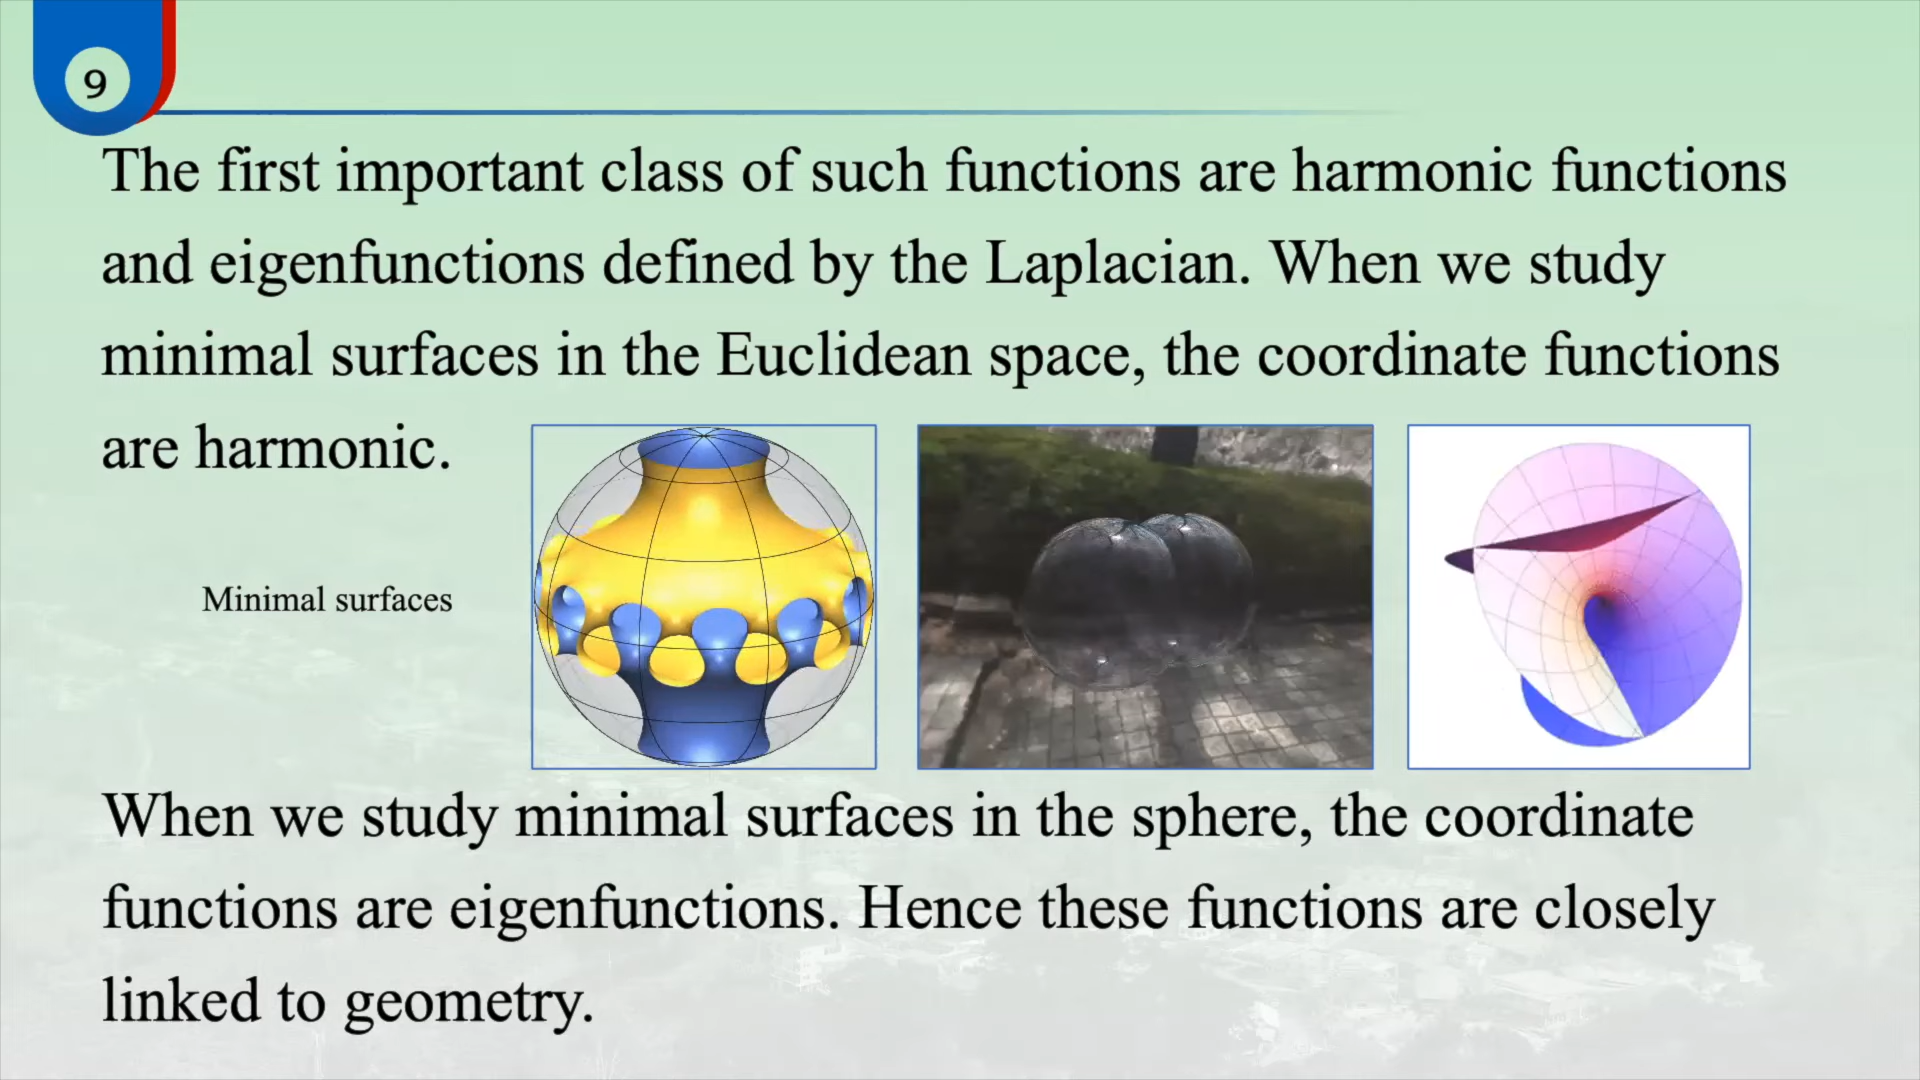 9
The first important class of such functions are harmonic functions
and eigenfunctions defined by the Laplacian. When we study
minimal surfaces in the Euclidean space, the coordinate functions
are harmonic.
Minimal surfaces
When we study minimal surfaces in the sphere, the coordinate
functions are eigenfunctions. Hence these functions are closely
linked to geometry.